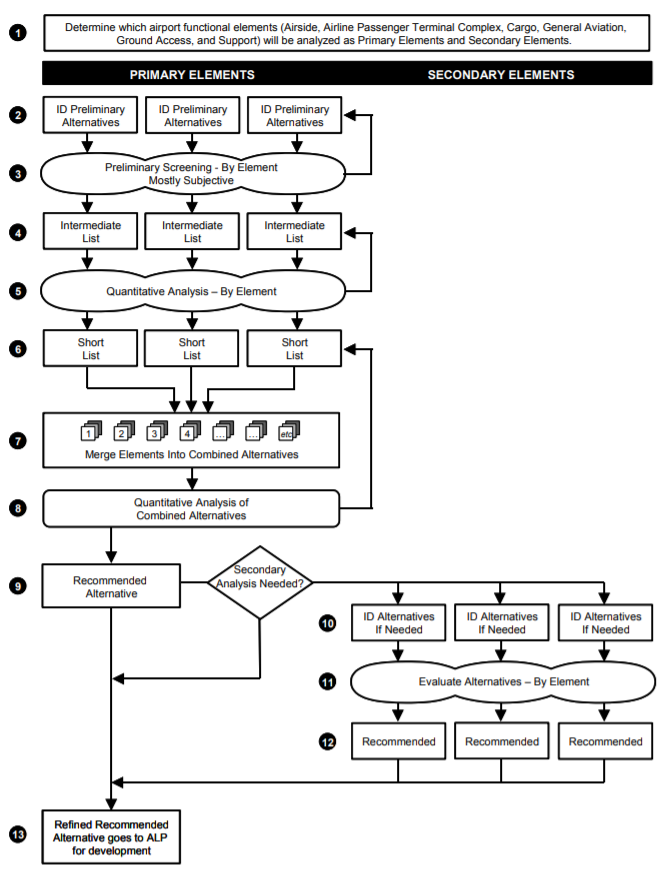 1
Determine which airport functional elements (Airside, Airline Passenger Terminal Complex, Cargo, General Aviation,
Ground Access, and Support) will be analyzed as Primary Elements and Secondary Elements.
PRIMARY ELEMENTS
SECONDARY ELEMENTS
2
ID Preliminary
Alternatives
ID Preliminary
Alternatives
ID Preliminary
Alternatives
3
Preliminary Screening - By Element
Mostly Subjective
4
Intermediate
List
Intermediate
List
Intermediate
List
5
Quantitative Analysis – By Element
6
Short
List
Short
List
Short
List
7
1 2 3 4 ... ... etc
Merge Elements Into Combined Alternatives
8
Quantitative Analysis of
Combined Alternatives
9
Recommended
Alternative
Secondary
Analysis Needed?
10
ID Alternatives
If Needed
ID Alternatives
If Needed
ID Alternatives
If Needed
11
Evaluate Alternatives – By Element
12
Recommended
Recommended
Recommended
13
Refined Recommended
Alternative goes to ALP
for development